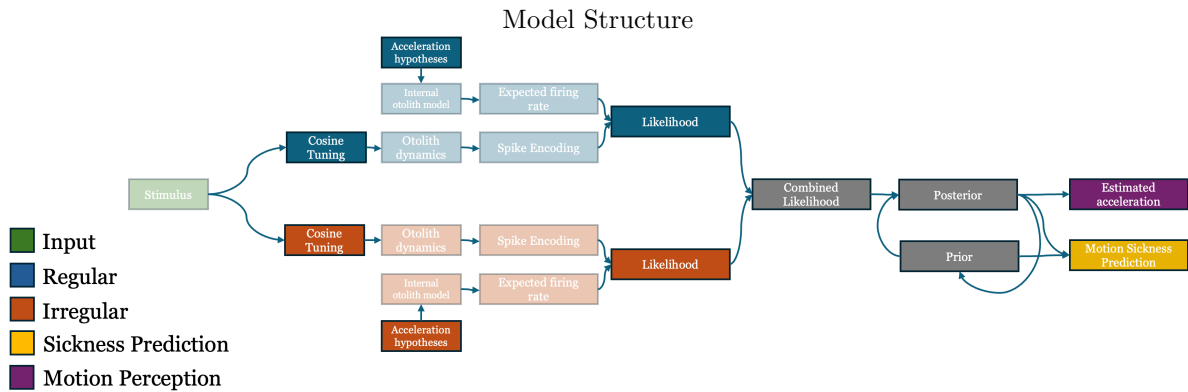 Model Structure
Acceleration
hypotheses
Internal
otolith model
Expected firing
rate
Likelihood
Cosine
Tuning
Otolith
dynamics
Spike Encoding
Stimulus
Combined
Likelihood
Posterior
Estimated
acceleration
Cosine
Tuning
Otolith
dynamics
Spike Encoding
Likelihood
Prior
Motion Sickness
Prediction
Internal
otolith model
Expected firing
rate
Acceleration
hypotheses
Input
Regular
Irregular
Sickness Prediction
Motion Perception